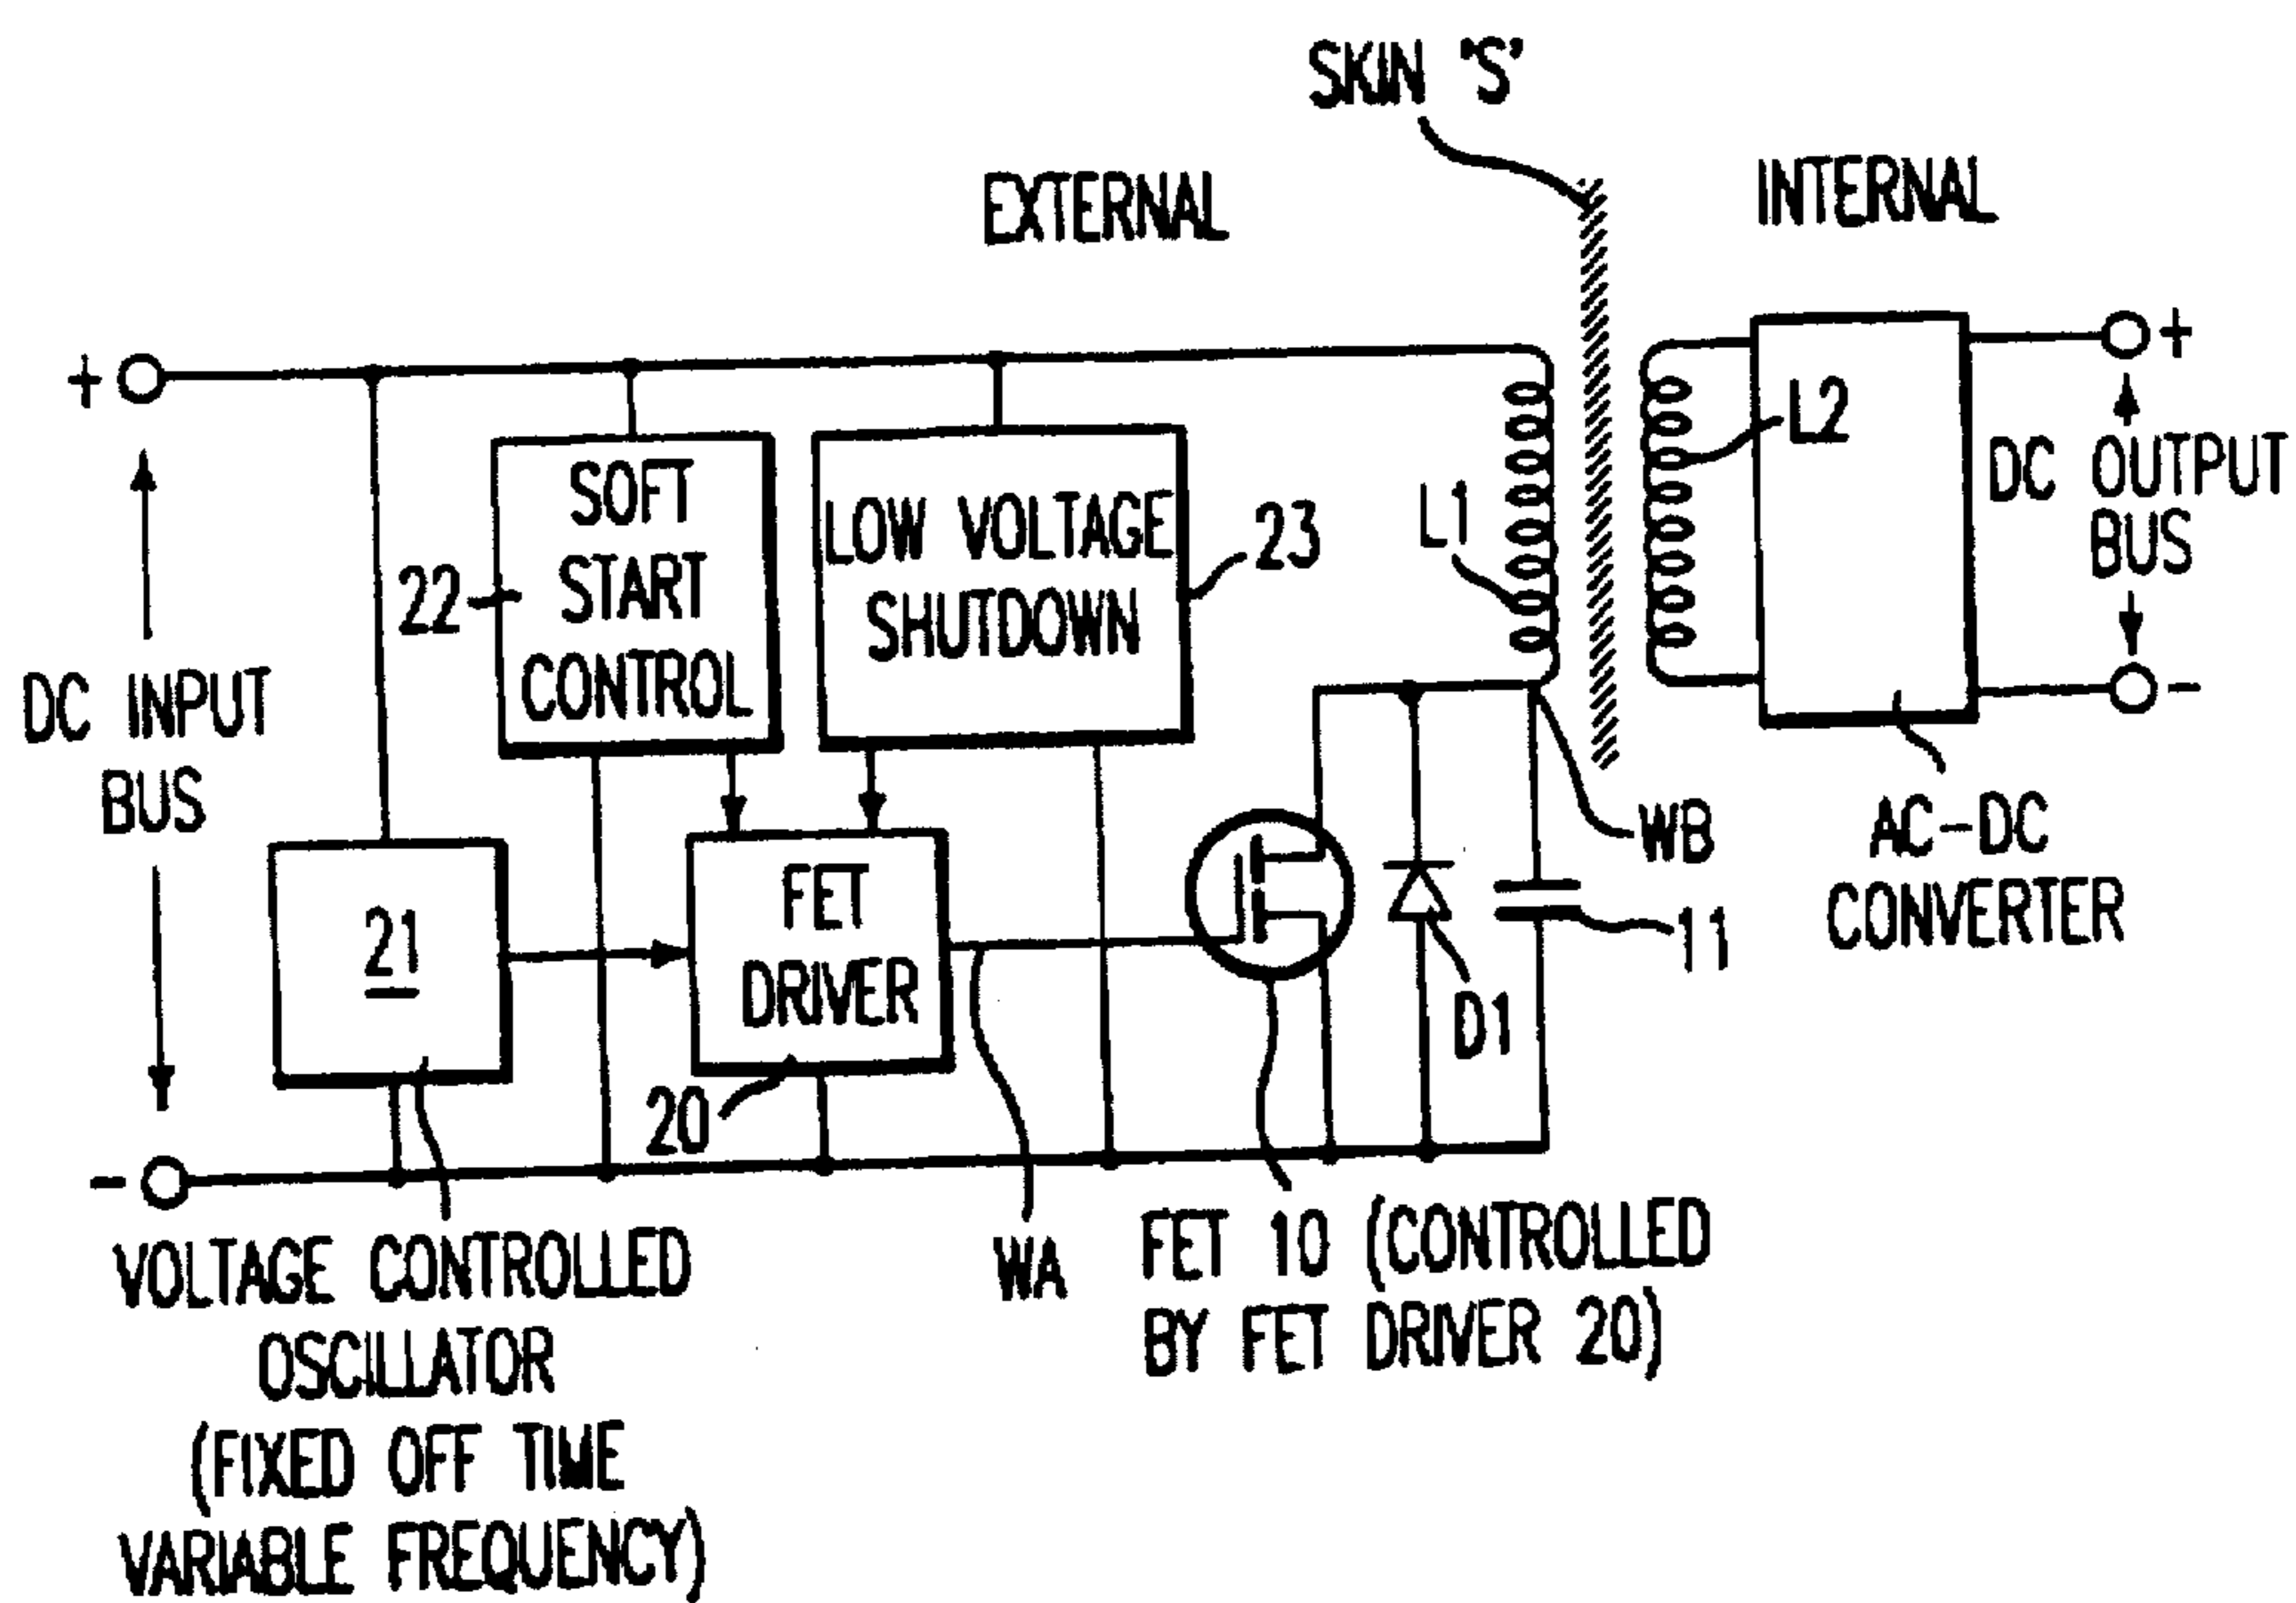 SKIN 'S'
EXTERNAL
INTERNAL
+
+
SOFT
START
CONTROL
22
LOW VOLTAGE
SHUTDOWN
23
L1
L2
DC OUTPUT
BUS
-
DC INPUT
BUS
21
FET
DRIVER
20
WB
11
D1
AC-DC
CONVERTER
-
VOLTAGE CONTROLLED
OSCILLATOR
(FIXED OFF TIME
VARIABLE FREQUENCY)
WA
FET 10 (CONTROLLED
BY FET DRIVER 20)